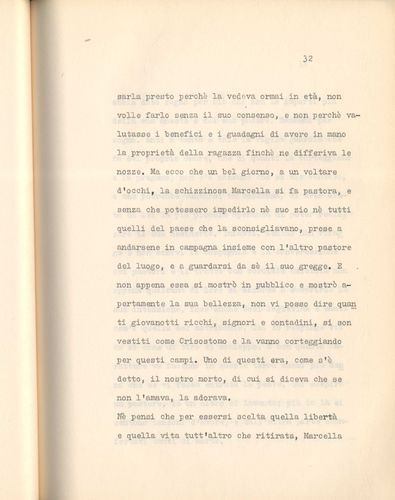 32
sarla presto perchè la vedeva ormai in età, non
volle farlo senza il suo consenso, e non perchè va-
lutasse i benefici e i guadagni di avere in mano
la proprietà della ragazza finchè ne differiva le
nozze. Ma ecco che un bel giorno, a un voltare
d'occhi, la schizzinosa Marcella si fa pastora, e
senza che potessero impedirlo nè suo zio nè tutti
quelli del paese che la sconsigliavano, prese a
andarsene in campagna insieme con l'altro pastore
del luogo, e a guardarsi da sè il suo gregge. E
non appena essa si mostrò in pubblico e mostrò a-
pertamente la sua bellezza, non vi posso dire quan
ti giovanotti ricchi, signori e contadini, si son
vestiti come Crisostomo e la vanno corteggiando
per questi campi. Uno di questi era, come s'è
detto, il nostro morto, di cui si diceva che se
non l'amava, la adorava.
Nè pensi che per essersi scelta quella libertà
e quella vita tutt'altro che ritirata, Marcella